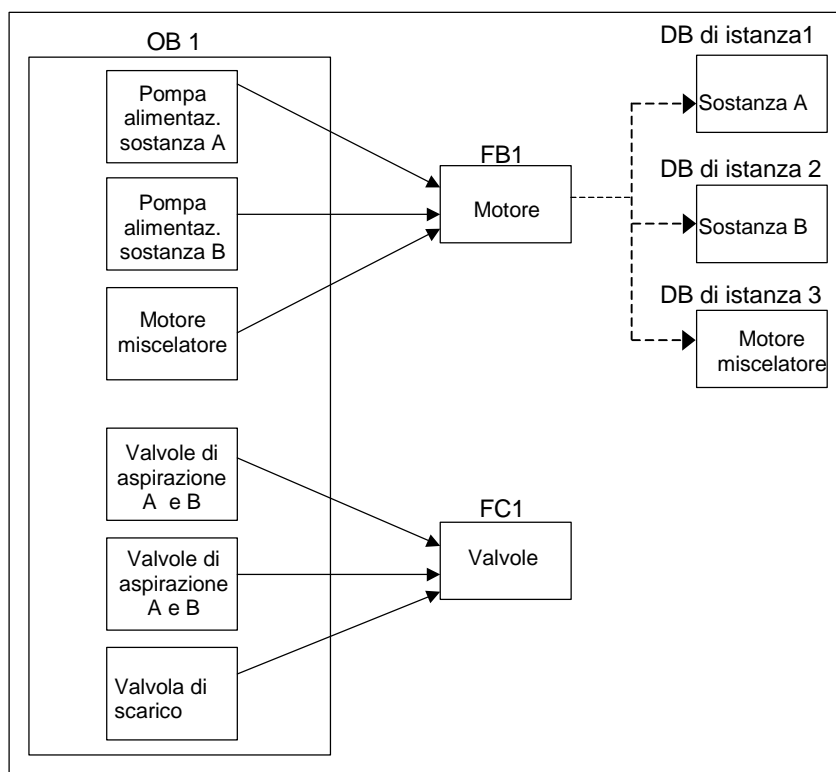 OB 1
Pompa
alimentaz.
sostanza A
Pompa
alimentaz.
sostanza B
Motore
miscelatore
Valvole di
aspirazione
A e B
Valvole di
aspirazione
A e B
Valvola di
scarico
FB1
Motore
FC1
Valvole
DB di istanza1
Sostanza A
DB di istanza 2
Sostanza B
DB di istanza 3
Motore
miscelatore